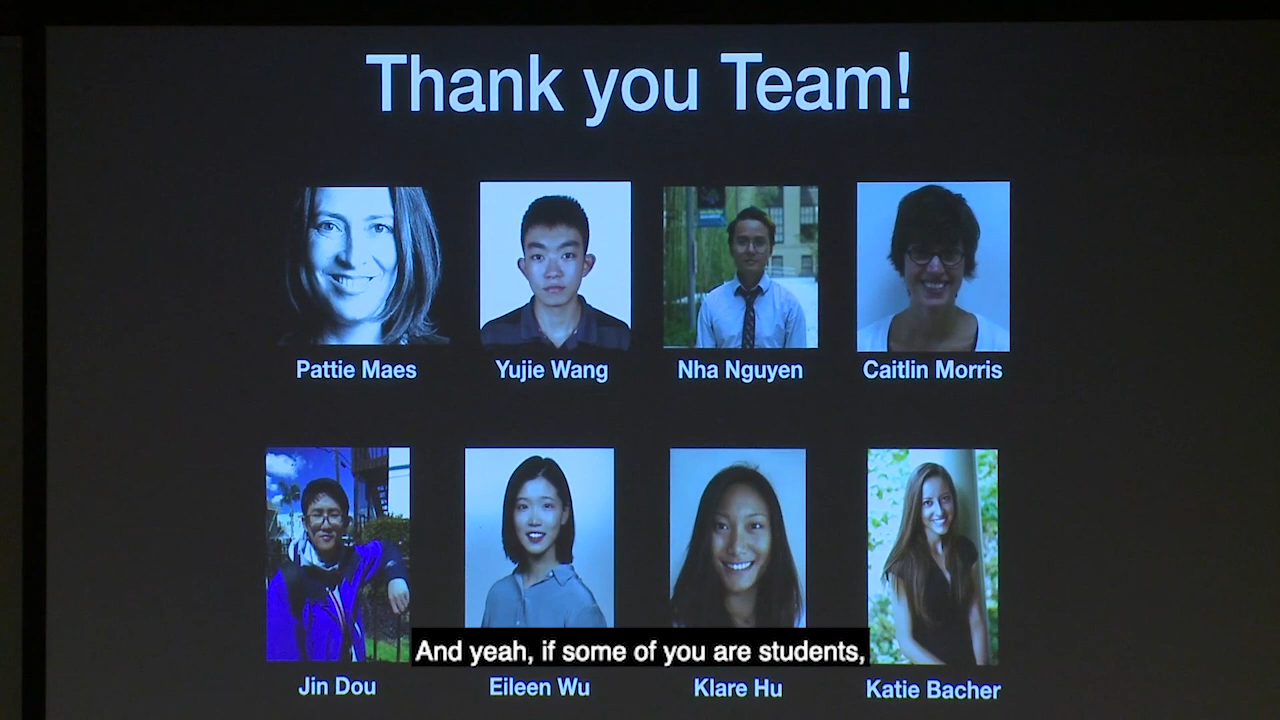 Thank you Team!
Pattie Maes
Yujie Wang
Nha Nguyen
Caitlin Morris
And yeah, if some of you are students,
Jin Dou
Eileen Wu
Klare Hu
Katie Bacher